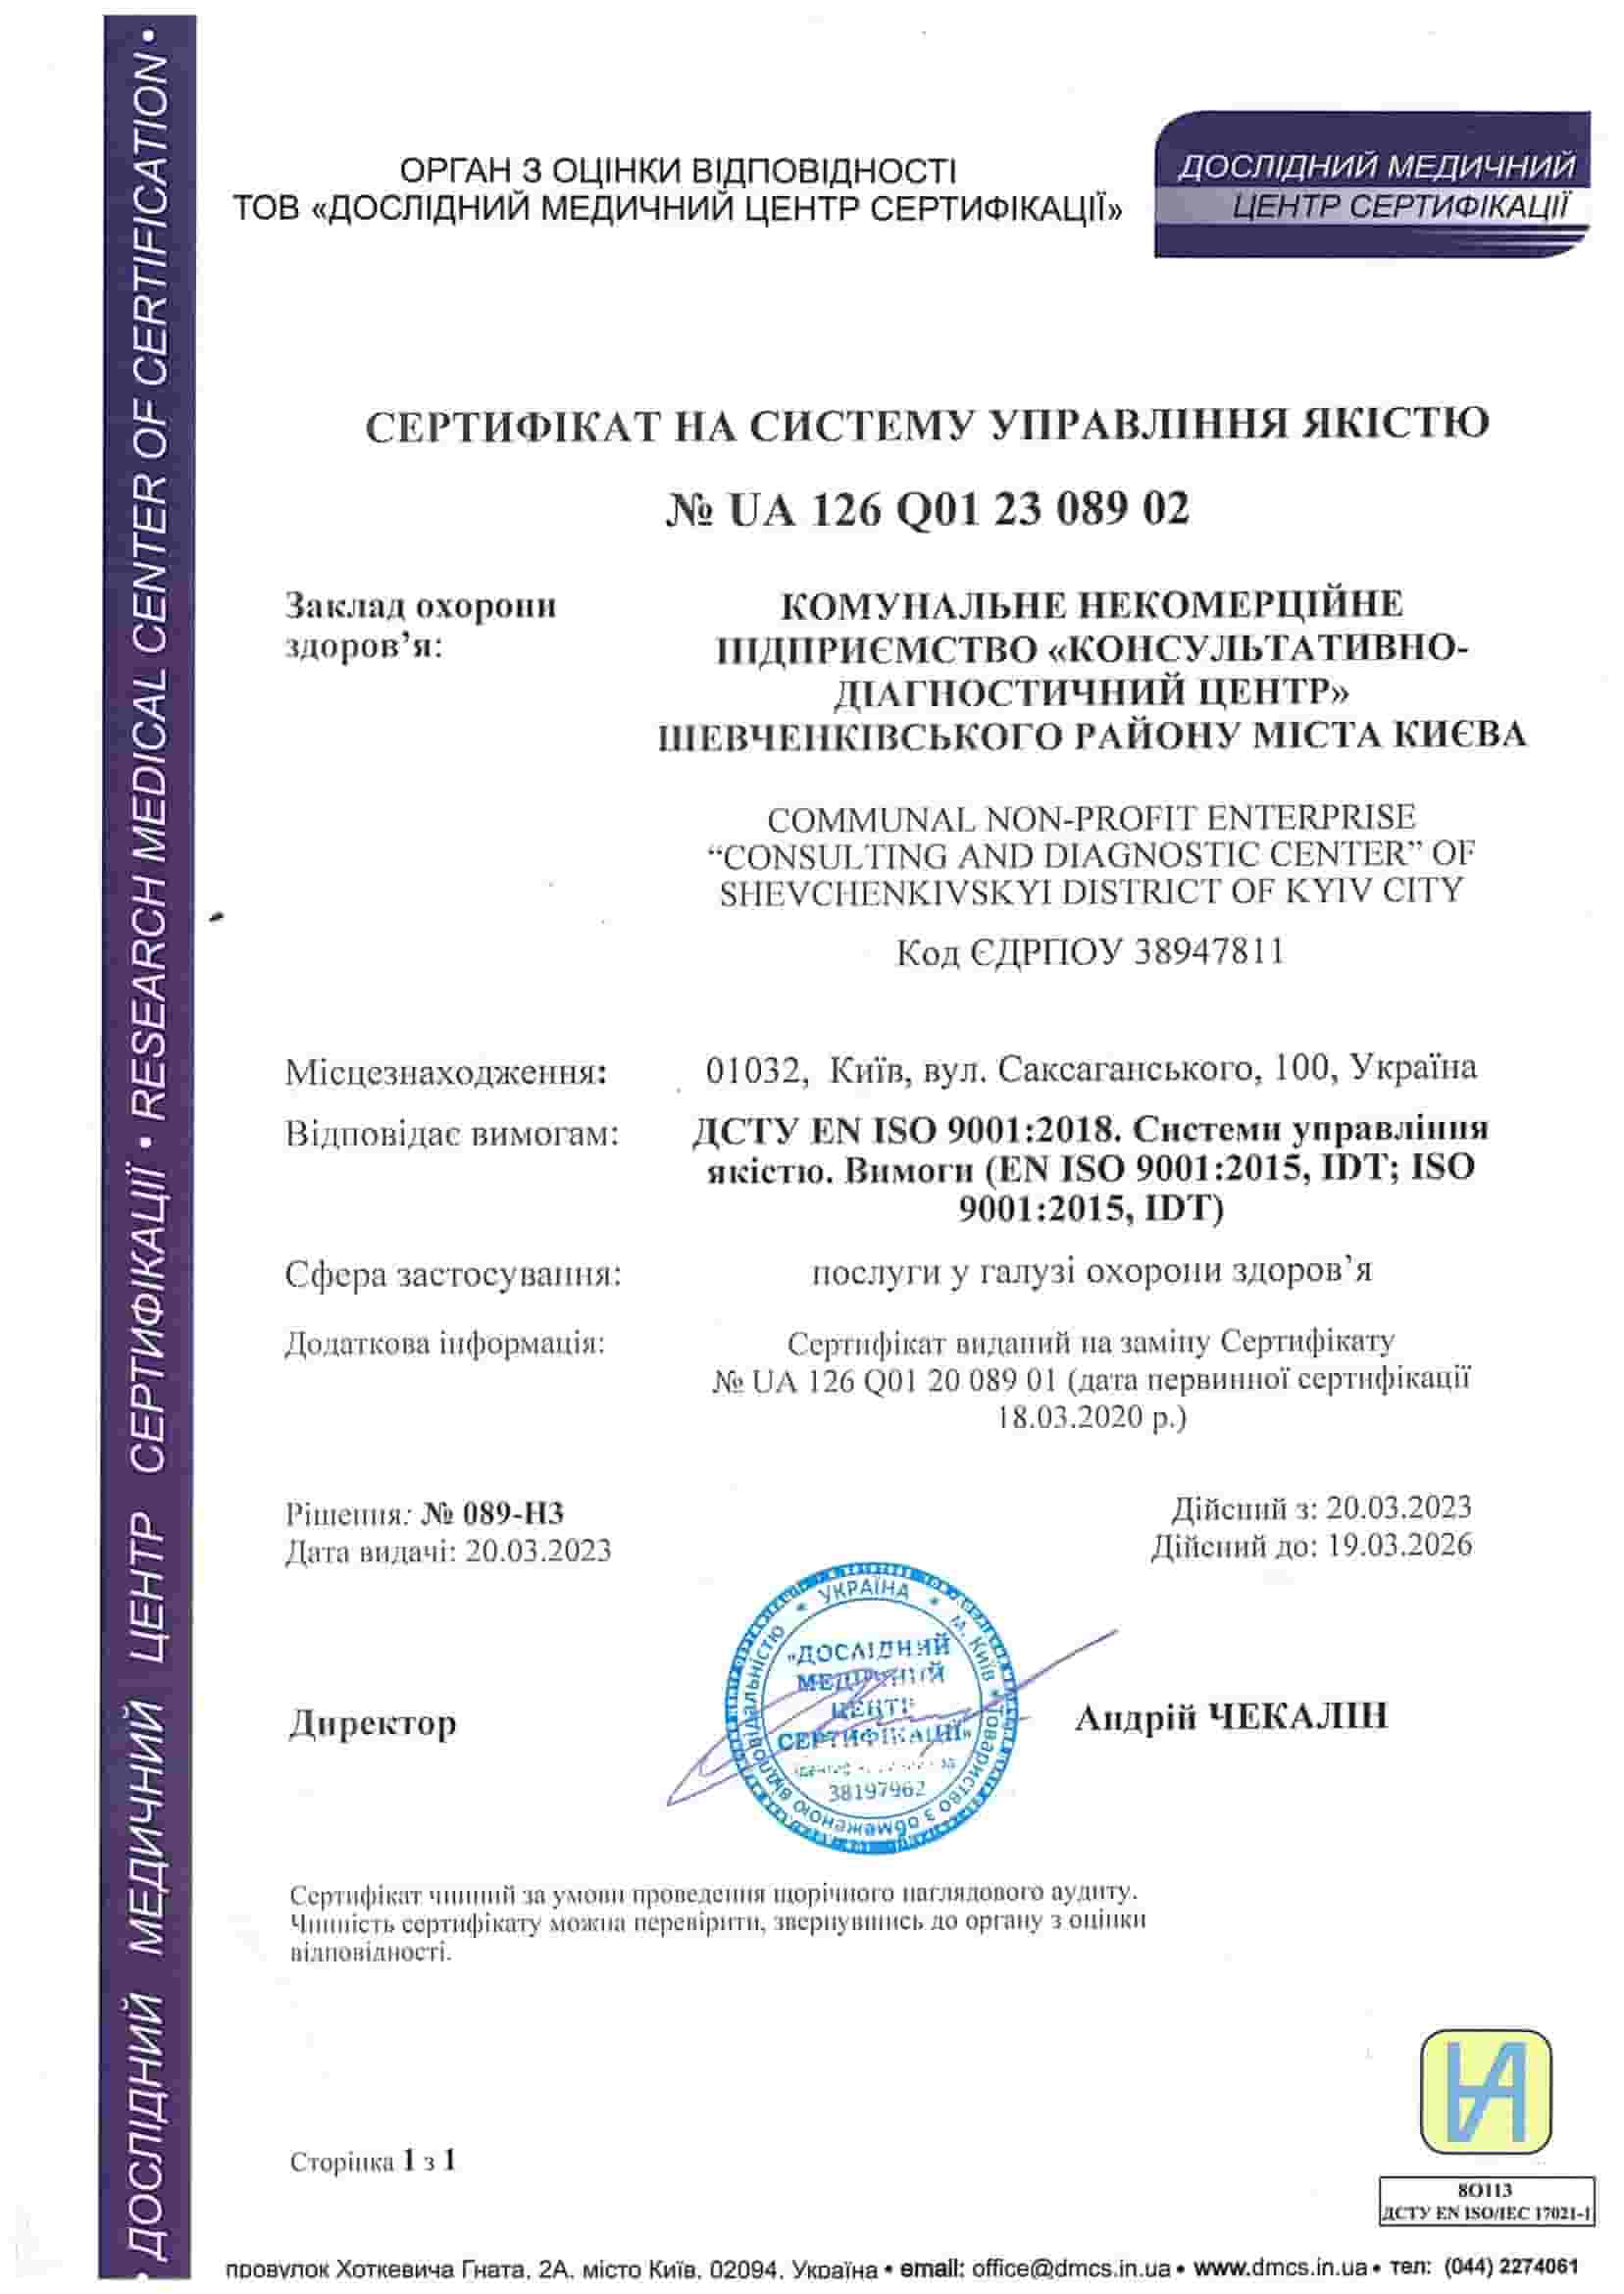 ДОСЛІДНИЙ МЕДИЧНИЙ ЦЕНТР СЕРТИФІКАЦІЇ • RESEARCH MEDICAL CENTER OF CERTIFICATION •
ОРГАН З ОЦІНКИ ВІДПОВІДНОСТІ
ТОВ «ДОСЛІДНИЙ МЕДИЧНИЙ ЦЕНТР СЕРТИФІКАЦІЇ»
ДОСЛІДНИЙ МЕДИЧНИЙ
ЦЕНТР СЕРТИФІКАЦІЇ
СЕРТИФІКАТ НА СИСТЕМУ УПРАВЛІННЯ ЯКІСТЮ
№ UA 126 Q01 23 089 02
Заклад охорони
здоров’я:
КОМУНАЛЬНЕ НЕКОМЕРЦІЙНЕ
ПІДПРИЄМСТВО «КОНСУЛЬТАТИВНО-
ДІАГНОСТИЧНИЙ ЦЕНТР»
ШЕВЧЕНКІВСЬКОГО РАЙОНУ МІСТА КИЄВА
COMMUNAL NON-PROFIT ENTERPRISE
“CONSULTING AND DIAGNOSTIC CENTER” OF
SHEVCHENKIVSKYI DISTRICT OF KYIV CITY
Код ЄДРПОУ 38947811
Місцезнаходження: 01032, Київ, вул. Саксаганського, 100, Україна
Відповідає вимогам: ДСТУ EN ISO 9001:2018. Системи управління
якістю. Вимоги (EN ISO 9001:2015, IDT; ISO
9001:2015, IDT)
Сфера застосування: послуги у галузі охорони здоров’я
Додаткова інформація: Сертифікат виданий на заміну Сертифікату
№ UA 126 Q01 20 089 01 (дата первинної сертифікації
18.03.2020 р.)
Рішення: № 089-НЗ
Дата видачі: 20.03.2023
Дійсний з: 20.03.2023
Дійсний до: 19.03.2026
УКРАЇНА * м. Київ * Товариство з обмеженою відповідальністю *
«ДОСЛІДНИЙ
МЕДИЧНИЙ
ЦЕНТР
СЕРТИФІКАЦІЇ»
38197962
Директор
Андрій ЧЕКАЛІН
Сертифікат чинний за умови проведення щорічного наглядового аудиту.
Чинність сертифікату можна перевірити, звернувшись до органу з оцінки
відповідності.
Сторінка 1 з 1
8О113
ДСТУ EN ISO/IEC 17021-1
провулок Хоткевича Гната, 2А, місто Київ, 02094, Україна • email: office@dmcs.in.ua • www.dmcs.in.ua • тел: (044) 2274061